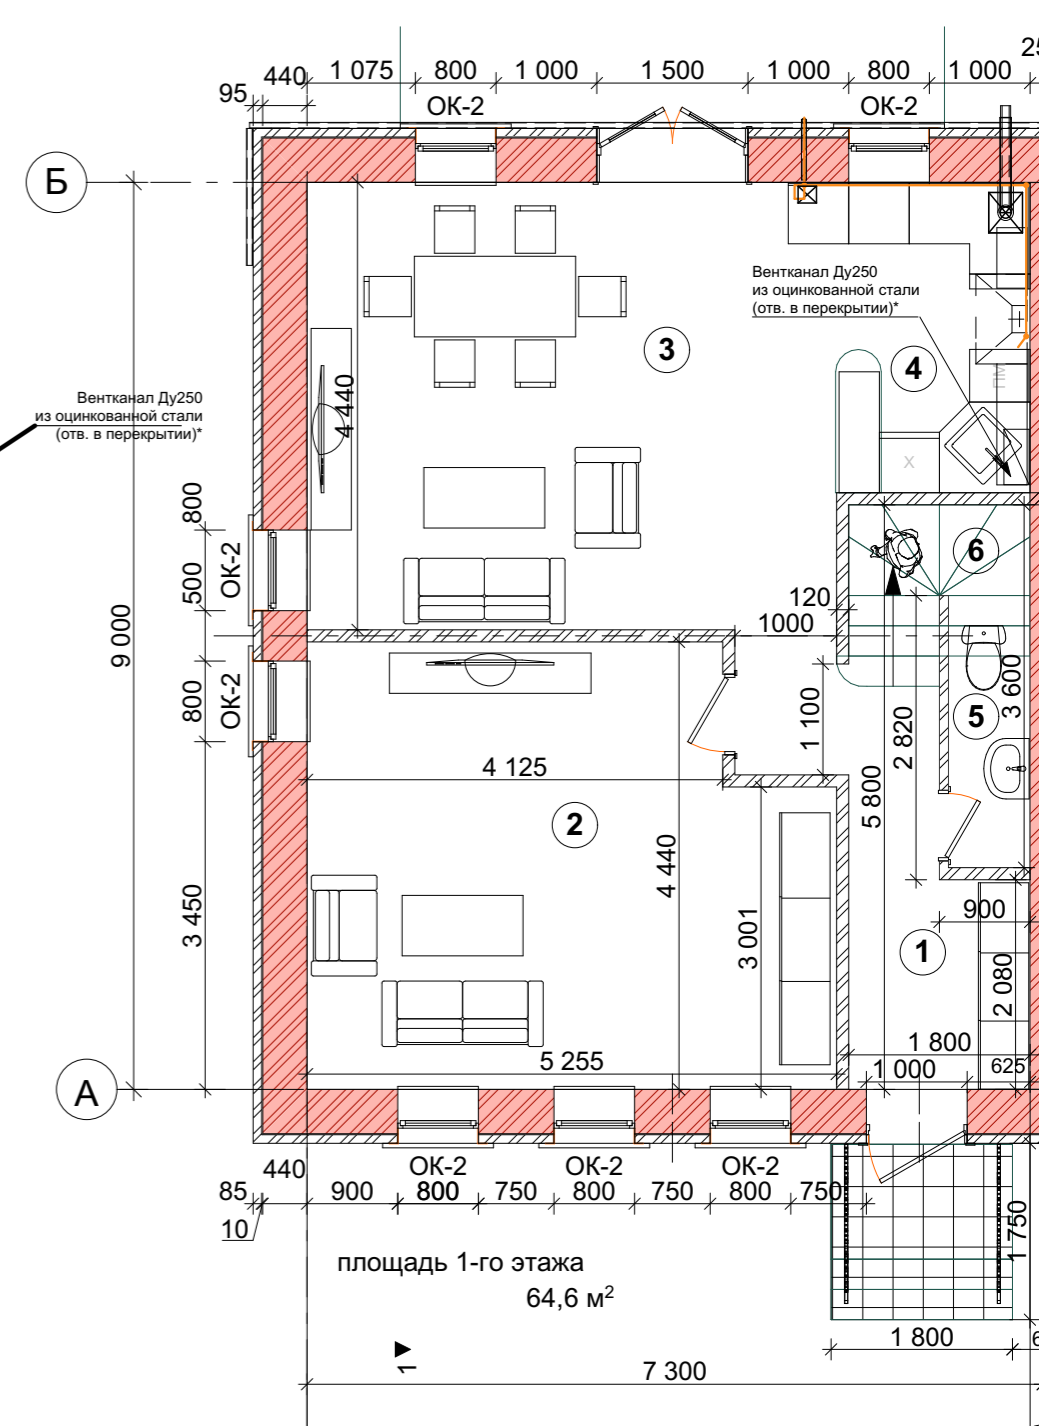 25
440
1 075
800
1 000
1 500
1 000
800
1 000
95
ОК-2
ОК-2
Б
Вентканал Ду250
из оцинкованной стали
(отв. в перекрытии)*
3
4
ПМ
4 440
Вентканал Ду250
из оцинкованной стали
(отв. в перекрытии)*
Х
800
ОК-2
500
6
120
1000
9 000
800
ОК-2
3 600
5
1 100
2 820
4 125
5 800
2
4 440
3 450
3 001
900
1
2 080
1 800
5 255
1 000
625
А
ОК-2
ОК-2
ОК-2
440
85
900
800
750
800
750
800
750
10
1 750
площадь 1-го этажа
64,6 м²
1 800
6
1
7 300